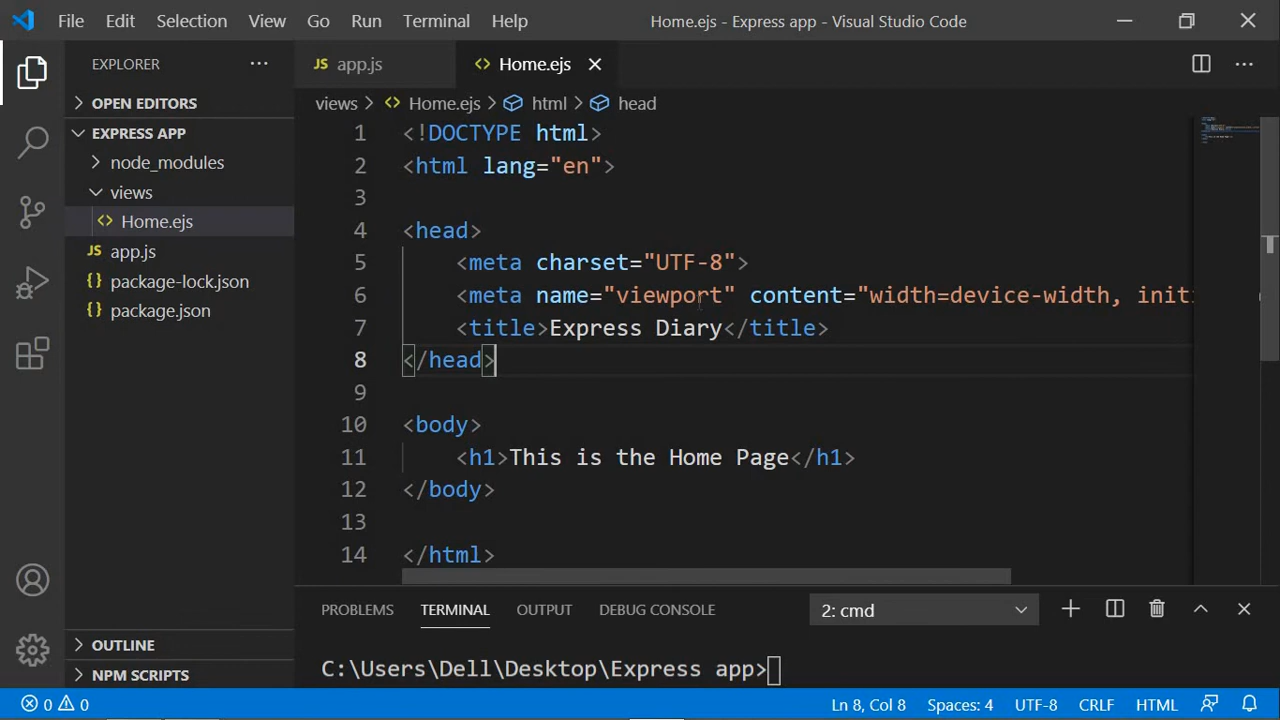 File Edit Selection View Go Run Terminal Help Home.ejs - Express app - Visual Studio Code
EXPLORER
JS app.js
Home.ejs
OPEN EDITORS
views Home.ejs html head
EXPRESS APP
node_modules
views
Home.ejs
JS app.js
{} package-lock.json
{} package.json
1 <!DOCTYPE html>
2 <html lang="en">
3
4 <head>
5 <meta charset="UTF-8">
6 <meta name="viewport" content="width=device-width, init
7 <title>Express Diary</title>
8 </head>
9
10 <body>
11 <h1>This is the Home Page</h1>
12 </body>
13
14 </html>
PROBLEMS TERMINAL OUTPUT DEBUG CONSOLE 2: cmd
OUTLINE
NPM SCRIPTS
C:\Users\Dell\Desktop\Express app>
0 0 Ln 8, Col 8 Spaces: 4 UTF-8 CRLF HTML